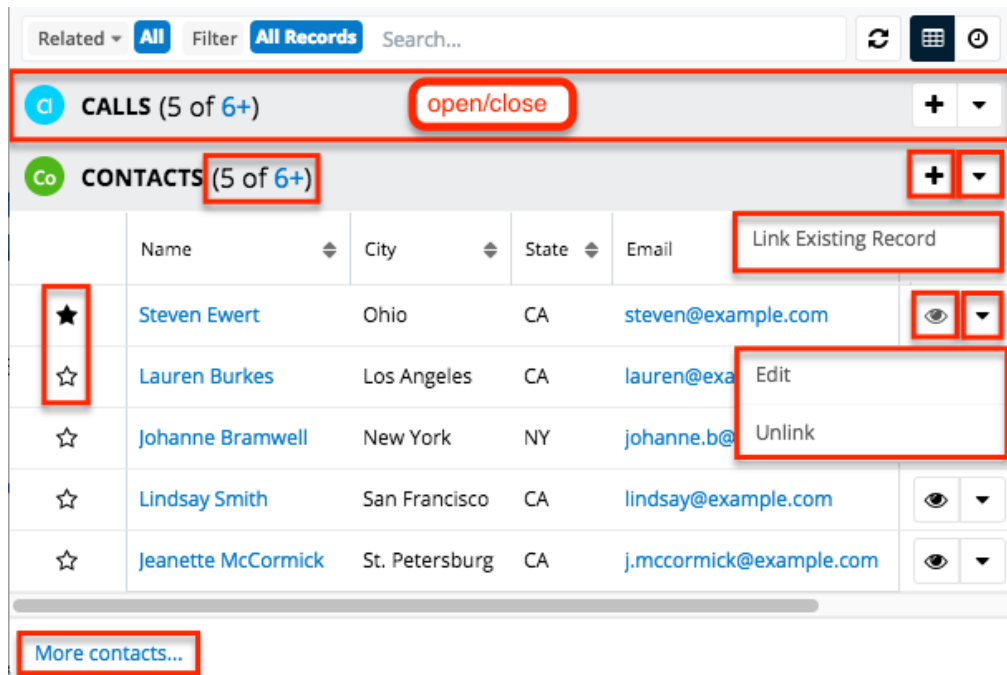 Related All Filter All Records Search...
Cl CALLS (5 of 6+) open/close
Co CONTACTS (5 of 6+)
Name City State Email Link Existing Record
Steven Ewert Ohio CA steven@example.com
Lauren Burkes Los Angeles CA lauren@exa Edit
Johanne Bramwell New York NY johanne.b@ Unlink
Lindsay Smith San Francisco CA lindsay@example.com
Jeanette McCormick St. Petersburg CA j.mccormick@example.com
More contacts...